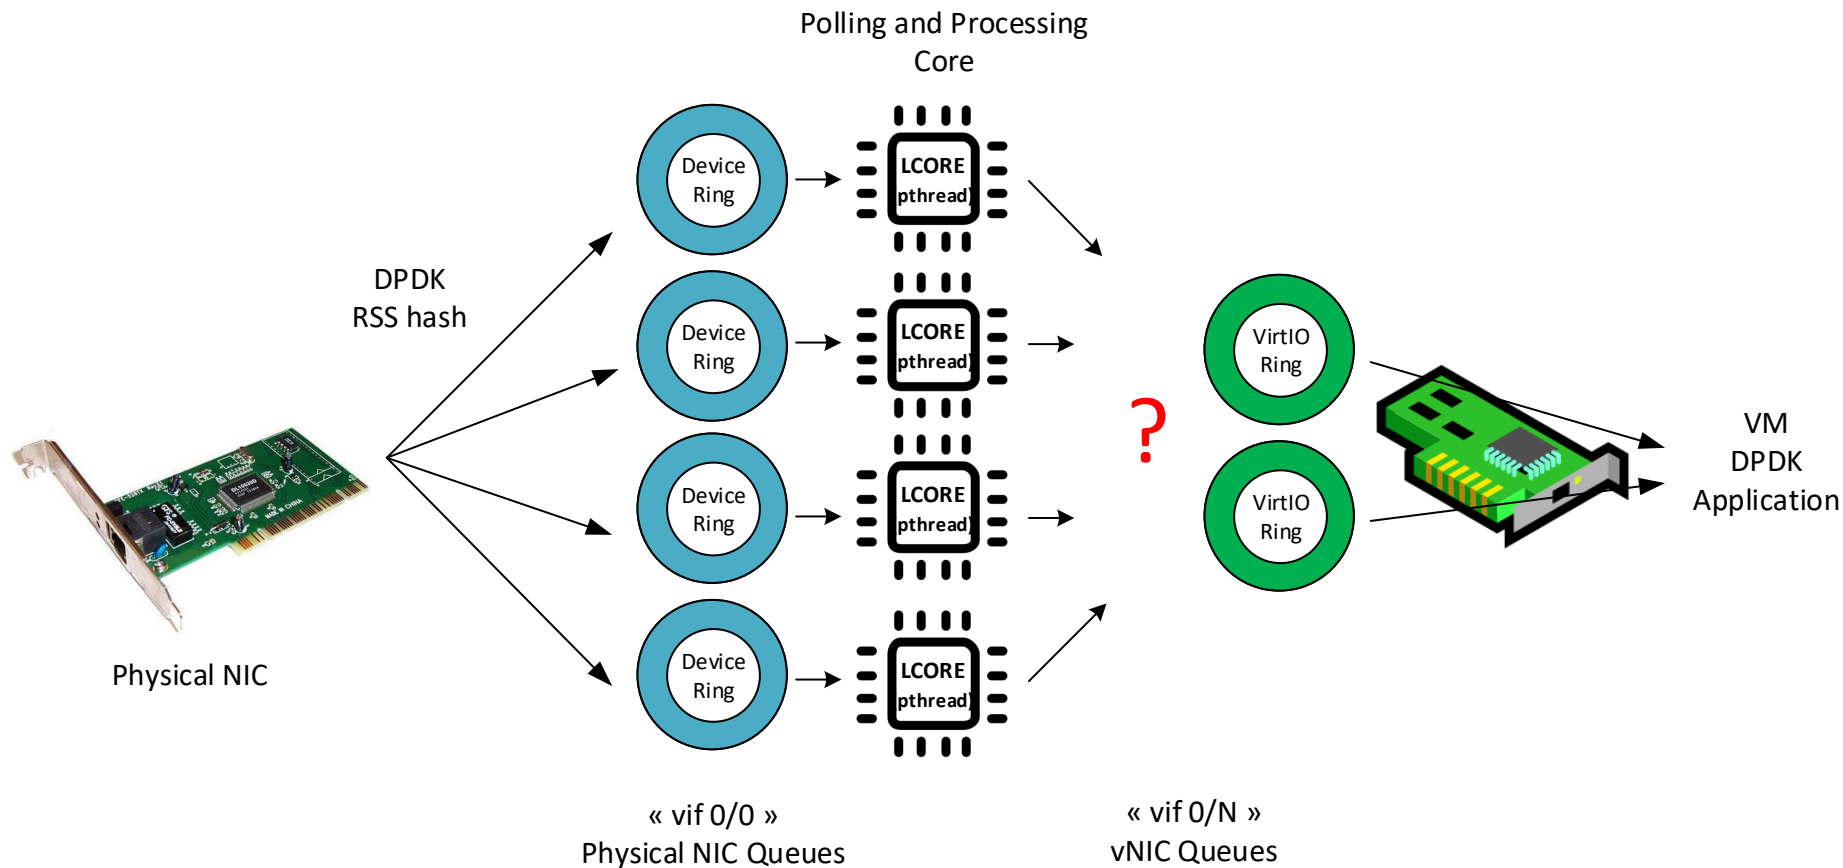 Polling and Processing
Core
Device
Ring
LCORE
pthread)
DPDK
RSS hash
Device
Ring
LCORE
pthread)
VirtIO
Ring
?
VM
DPDK
Application
Device
Ring
LCORE
pthread)
VirtIO
Ring
Physical NIC
Device
Ring
LCORE
pthread)
« vif 0/0 »
Physical NIC Queues
« vif 0/N »
vNIC Queues